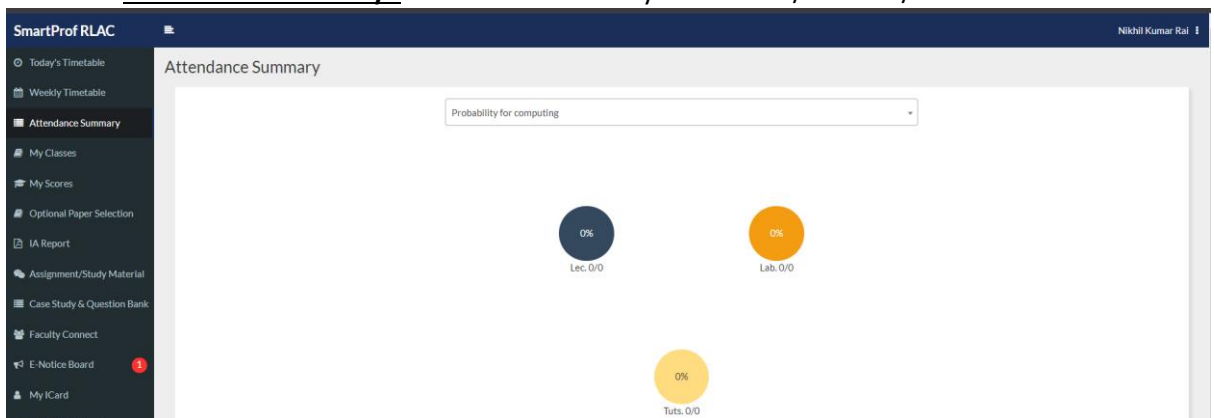 SmartProf RLAC
Nikhil Kumar Rai
Today's Timetable
Weekly Timetable
Attendance Summary
My Classes
My Scores
Optional Paper Selection
IA Report
Assignment/Study Material
Case Study & Question Bank
Faculty Connect
E-Notice Board 1
My ICard
Attendance Summary
Probability for computing
0%
Lec. 0/0
0%
Lab. 0/0
0%
Tuts. 0/0